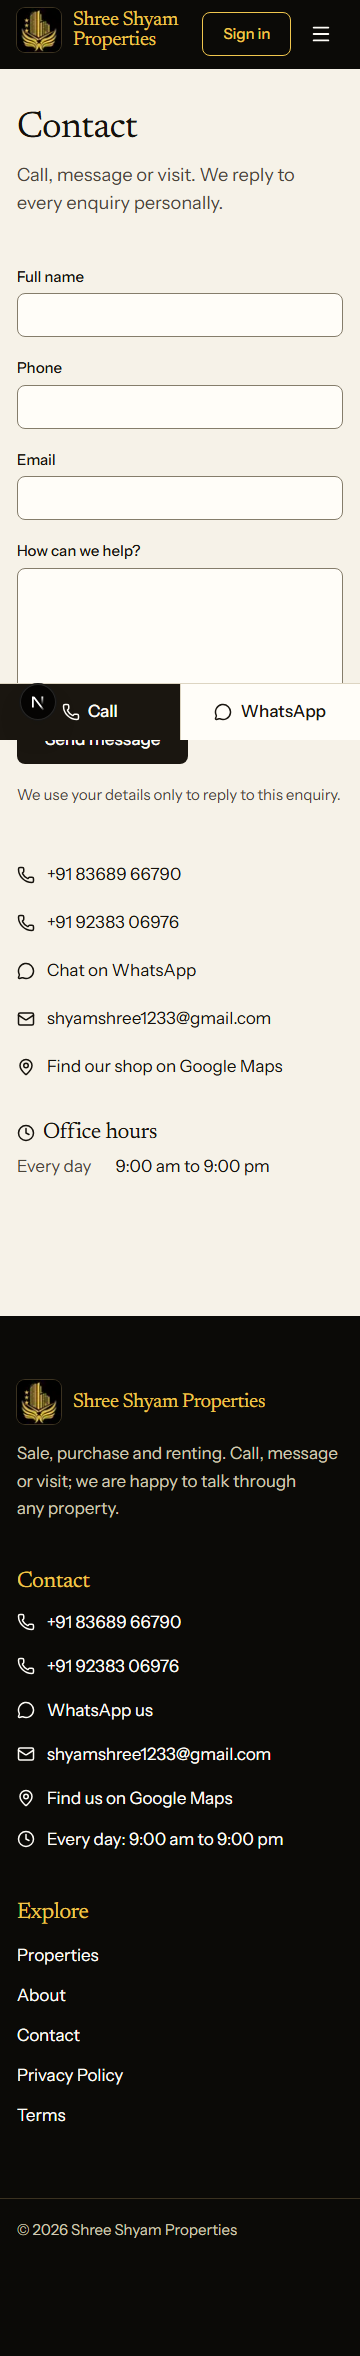 Shree Shyam
Properties
Sign in
Contact
Call, message or visit. We reply to
every enquiry personally.
Full name
Phone
Email
How can we help?
N
Call
WhatsApp
Send message
We use your details only to reply to this enquiry.
+91 83689 66790
+91 92383 06976
Chat on WhatsApp
shyamshree1233@gmail.com
Find our shop on Google Maps
Office hours
Every day 9:00 am to 9:00 pm
Shree Shyam Properties
Sale, purchase and renting. Call, message
or visit; we are happy to talk through
any property.
Contact
+91 83689 66790
+91 92383 06976
WhatsApp us
shyamshree1233@gmail.com
Find us on Google Maps
Every day: 9:00 am to 9:00 pm
Explore
Properties
About
Contact
Privacy Policy
Terms
© 2026 Shree Shyam Properties